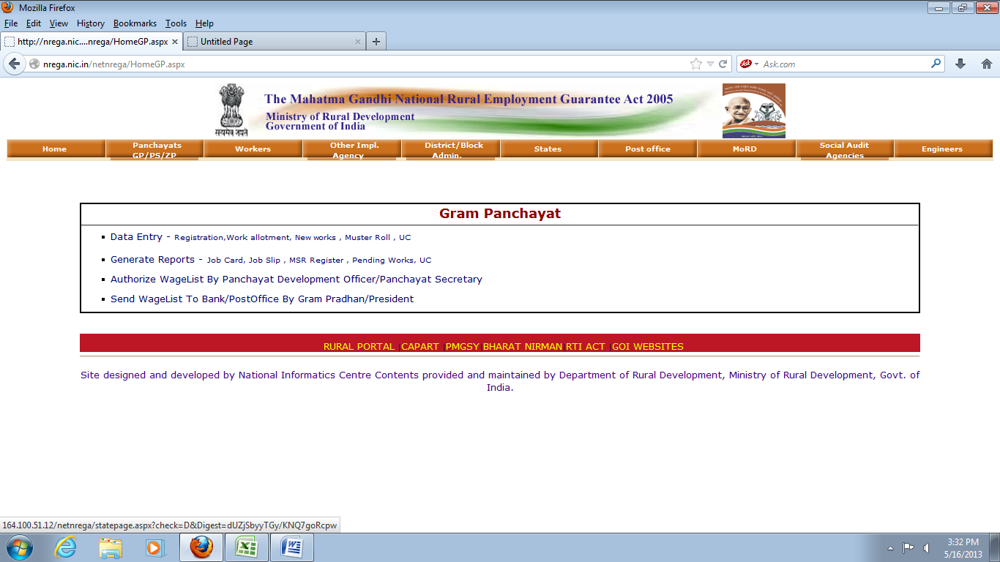 Mozilla Firefox
File Edit View History Bookmarks Tools Help
http://nrega.nic....nrega/HomeGP.aspx Untitled Page
nrega.nic.in/netnrega/HomeGP.aspx Ask Ask.com
The Mahatma Gandhi National Rural Employment Guarantee Act 2005
Ministry of Rural Development
Government of India
सत्यमेव जयते
Home Panchayats GP/PS/ZP Workers Other Impl. Agency District/Block Admin. States Post office MoRD Social Audit Agencies Engineers
Gram Panchayat
Data Entry - Registration,Work allotment, New works , Muster Roll , UC
Generate Reports - Job Card, Job Slip , MSR Register , Pending Works, UC
Authorize WageList By Panchayat Development Officer/Panchayat Secretary
Send WageList To Bank/PostOffice By Gram Pradhan/President
RURAL PORTAL |CAPART |PMGSY|BHARAT NIRMAN|RTI ACT |GOI WEBSITES
Site designed and developed by National Informatics Centre Contents provided and maintained by Department of Rural Development, Ministry of Rural Development, Govt. of
India.
164.100.51.12/netnrega/statepage.aspx?check=D&Digest=dUZjSbyyTGy/KNQ7goRcpw
3:32 PM
5/16/2013